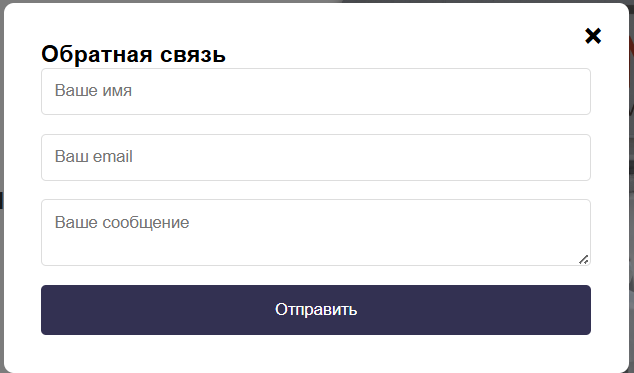 Обратная связь
Ваше имя
Ваш email
Ваше сообщение
Отправить